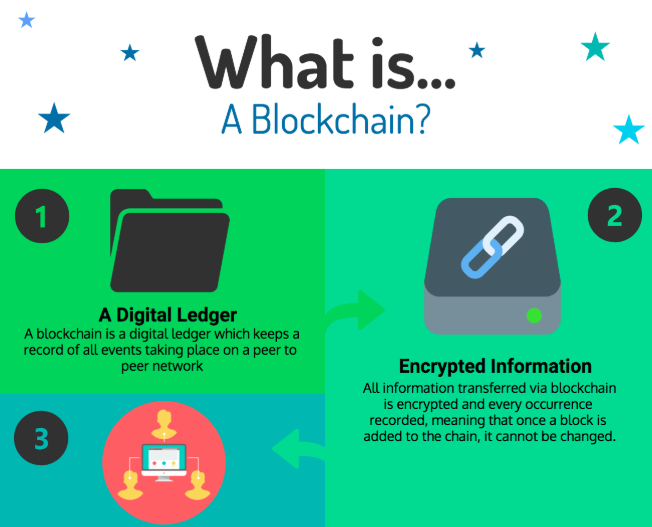 What is...
A Blockchain?
1
A Digital Ledger
A blockchain is a digital ledger which keeps a
record of all events taking place on a peer to
peer network
2
Encrypted Information
All information transferred via blockchain
is encrypted and every occurrence
recorded, meaning that once a block is
added to the chain, it cannot be changed.
3